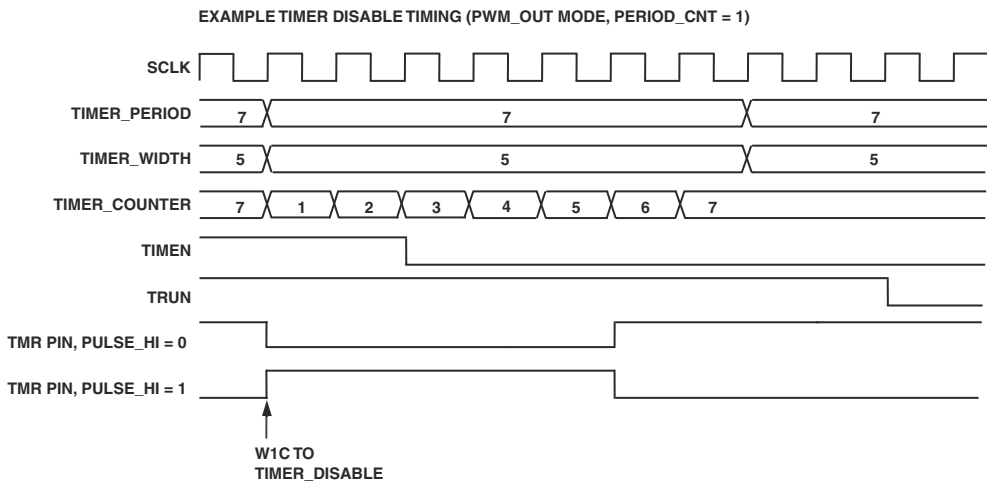 EXAMPLE TIMER DISABLE TIMING (PWM_OUT MODE, PERIOD_CNT = 1)
SCLK
TIMER_PERIOD 7 7 7
TIMER_WIDTH 5 5 5
TIMER_COUNTER 7 1 2 3 4 5 6 7
TIMEN
TRUN
TMR PIN, PULSE_HI = 0
TMR PIN, PULSE_HI = 1
W1C TO
TIMER_DISABLE